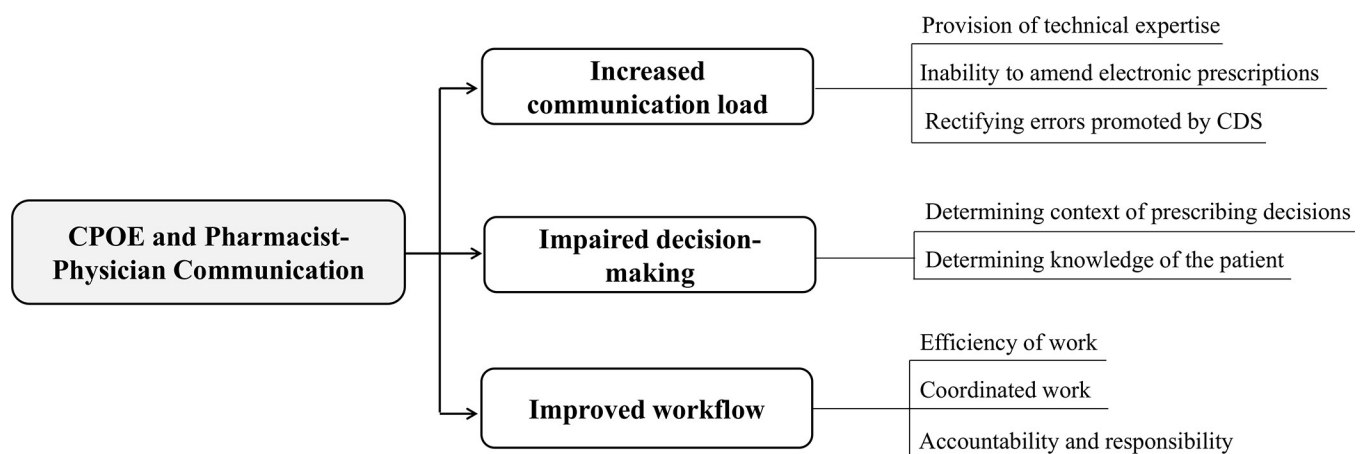 CPOE and Pharmacist-
Physician Communication
Increased
communication load
Provision of technical expertise
Inability to amend electronic prescriptions
Rectifying errors promoted by CDS
Impaired decision-
making
Determining context of prescribing decisions
Determining knowledge of the patient
Improved workflow
Efficiency of work
Coordinated work
Accountability and responsibility